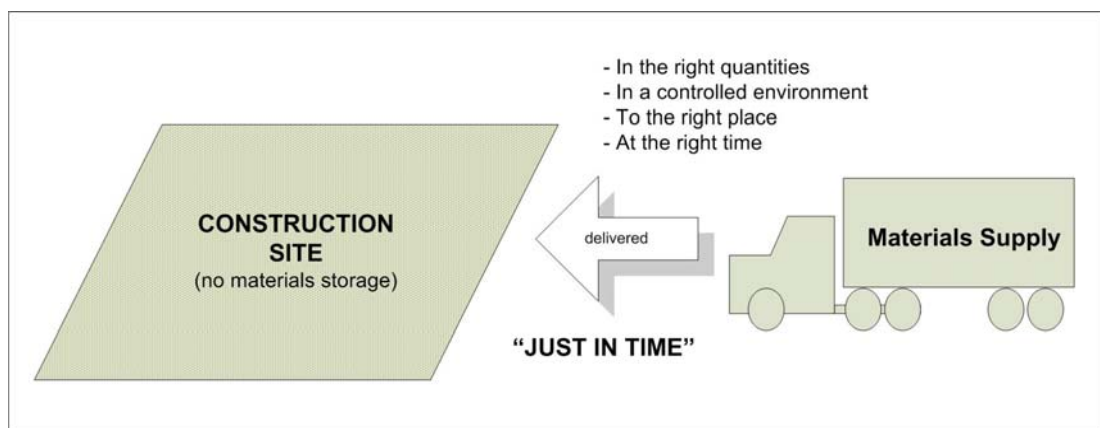 - In the right quantities
- In a controlled environment
- To the right place
- At the right time
CONSTRUCTION
SITE
(no materials storage)
delivered
Materials Supply
“JUST IN TIME”